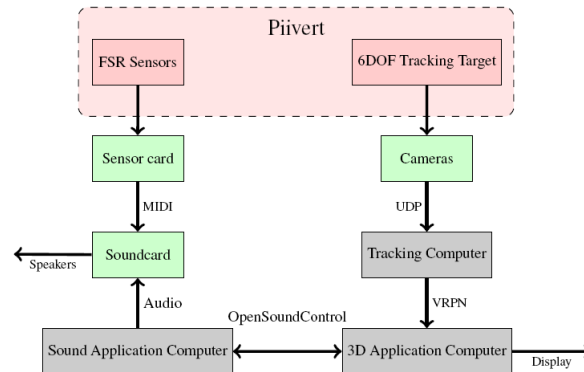 Piivert
FSR Sensors
6DOF Tracking Target
Sensor card
Cameras
MIDI
UDP
Soundcard
Tracking Computer
Speakers
Audio
VRPN
OpenSoundControl
Sound Application Computer
3D Application Computer
Display